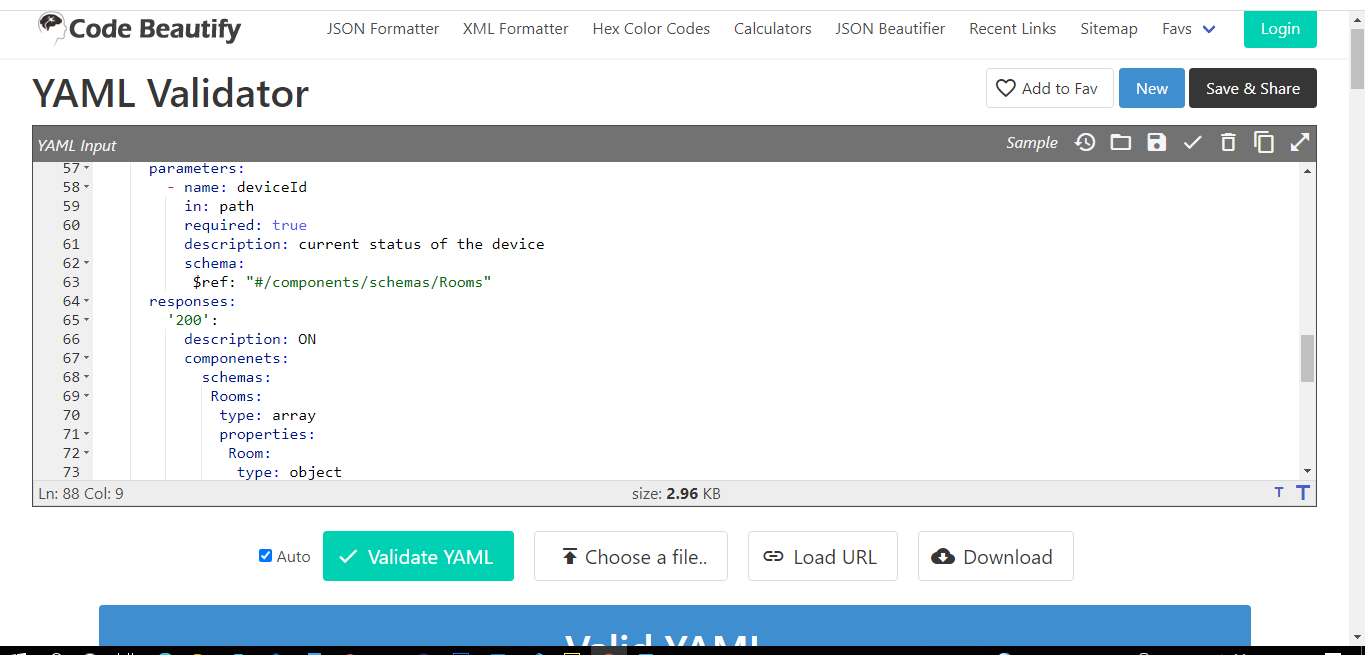 Code Beautify
JSON Formatter XML Formatter Hex Color Codes Calculators JSON Beautifier Recent Links Sitemap Favs Login
YAML Validator
Add to Fav New Save & Share
YAML Input Sample
57 parameters:
58 - name: deviceId
59 in: path
60 required: true
61 description: current status of the device
62 schema:
63 $ref: "#/components/schemas/Rooms"
64 responses:
65 '200':
66 description: ON
67 componenets:
68 schemas:
69 Rooms:
70 type: array
71 properties:
72 Room:
73 type: object
Ln: 88 Col: 9 size: 2.96 KB T T
Auto Validate YAML Choose a file.. Load URL Download
Valid YAML